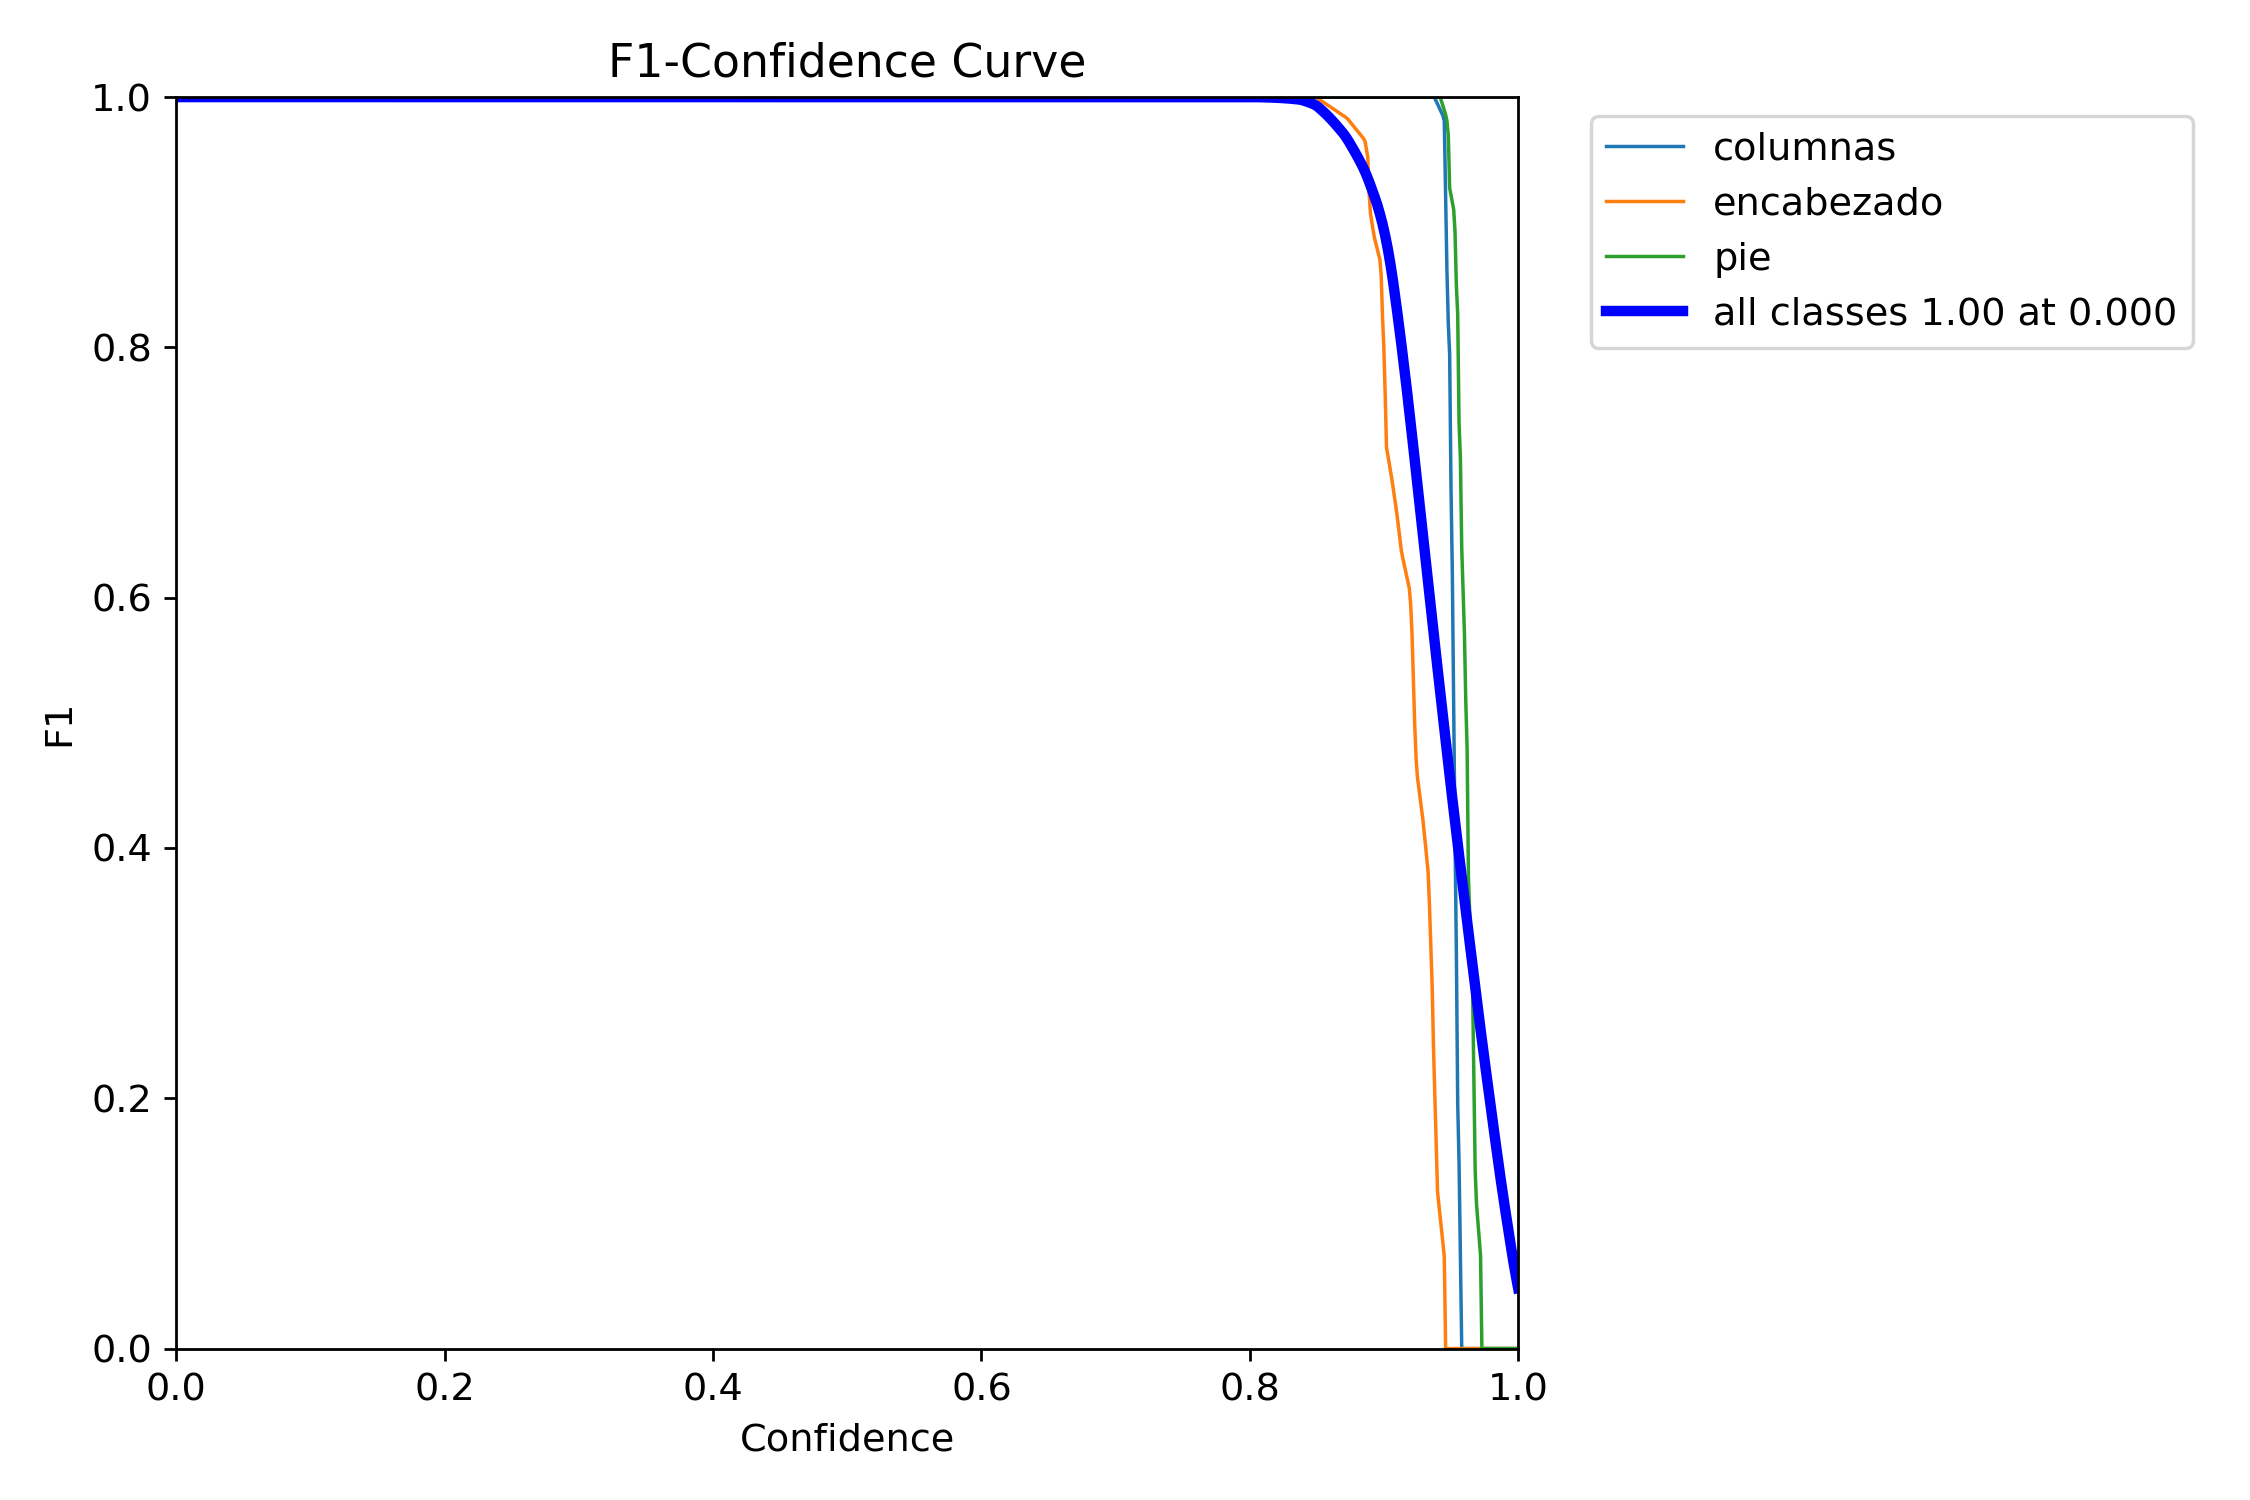 F1-Confidence Curve
1.0
0.8
0.6
0.4
0.2
0.0
F1
0.0 0.2 0.4 0.6 0.8 1.0
Confidence
columnas
encabezado
pie
all classes 1.00 at 0.000